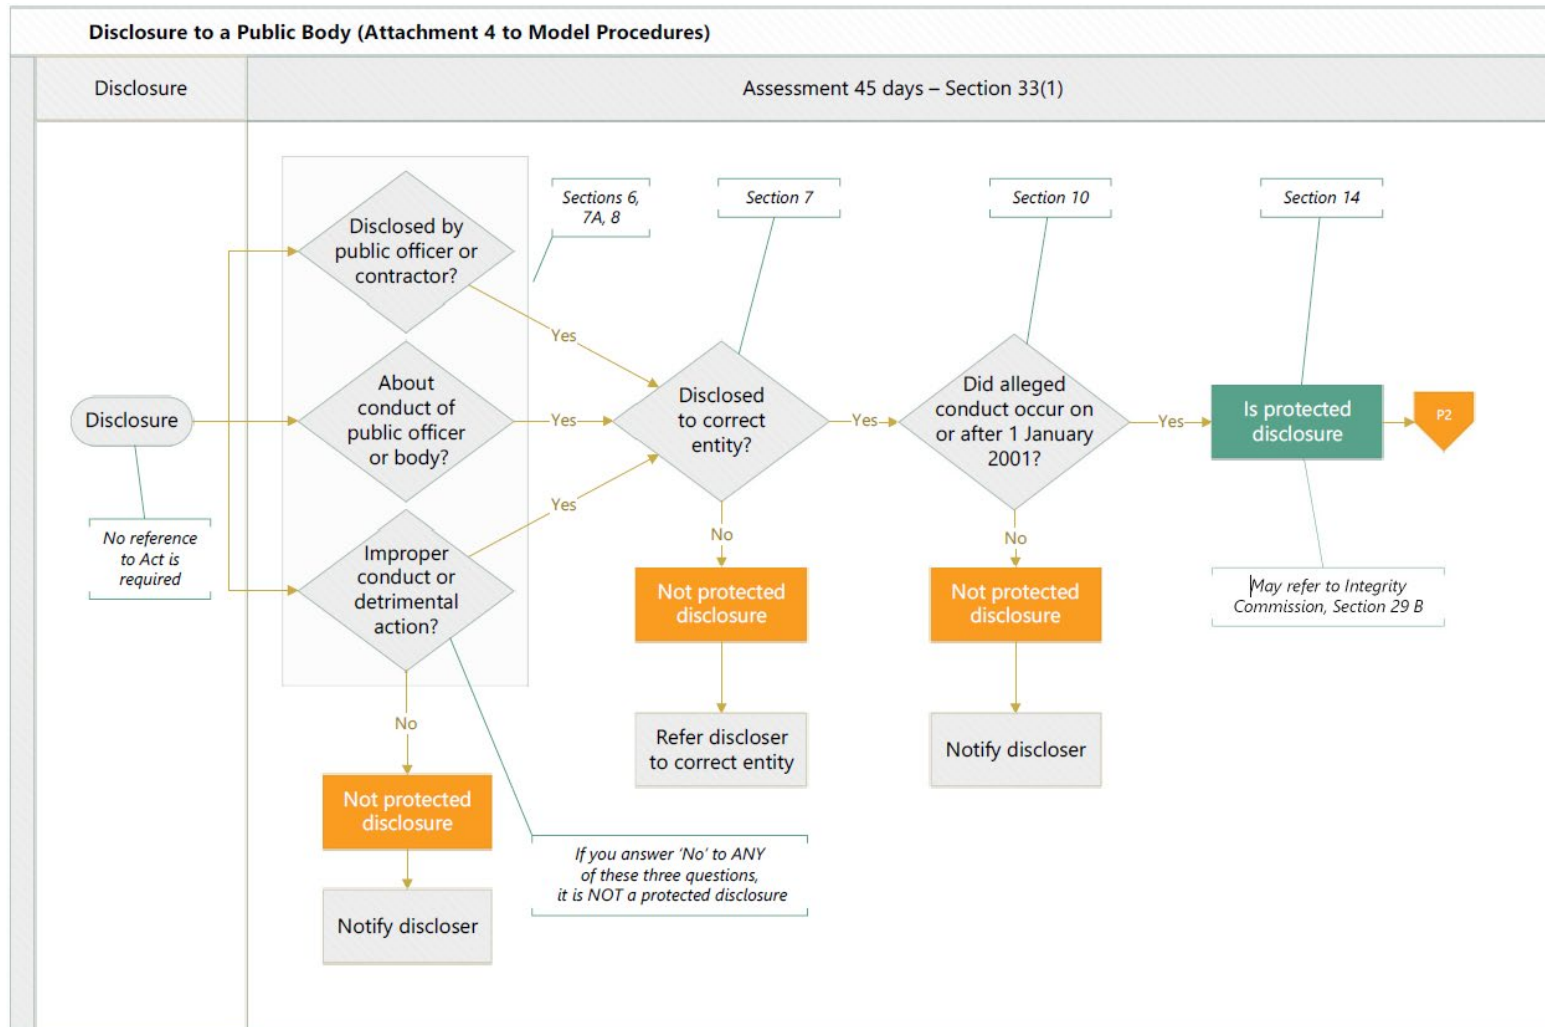 Disclosure to a Public Body (Attachment 4 to Model Procedures)
Disclosure
Assessment 45 days – Section 33(1)
Sections 6,
7A, 8
Section 7
Section 10
Section 14
Disclosed by
public officer or
contractor?
Yes
About
conduct of
public officer
or body?
Yes
Improper
conduct or
detrimental
action?
Yes
Disclosure
No reference
to Act is
required
Disclosed
to correct
entity?
Yes
Did alleged
conduct occur on
or after 1 January
2001?
Yes
Is protected
disclosure
P2
May refer to Integrity
Commission, Section 29 B
No
Not protected
disclosure
Refer discloser
to correct entity
No
Not protected
disclosure
Notify discloser
No
Not protected
disclosure
Notify discloser
If you answer ‘No’ to ANY
of these three questions,
it is NOT a protected disclosure